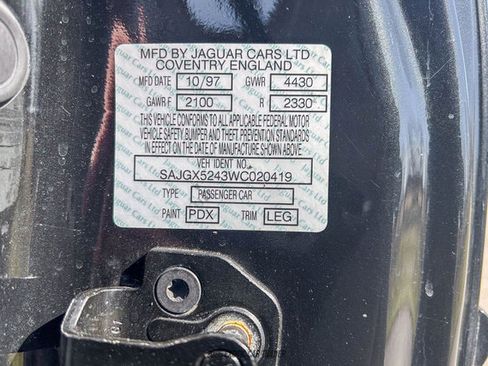 MFD BY JAGUAR CARS LTD
COVENTRY ENGLAND
MFD DATE 10/97 GVWR 4430
GAWR F 2100 R 2330
THIS VEHICLE CONFORMS TO ALL APPLICABLE FEDERAL MOTOR
VEHICLE SAFETY BUMPER AND THEFT PREVENTION STANDARDS
IN EFFECT ON THE DATE OF MANUFACTURE SHOWN ABOVE.
VEH IDENT NO.
SAJGX5243WC020419
TYPE PASSENGER CAR
PAINT PDX TRIM LEG